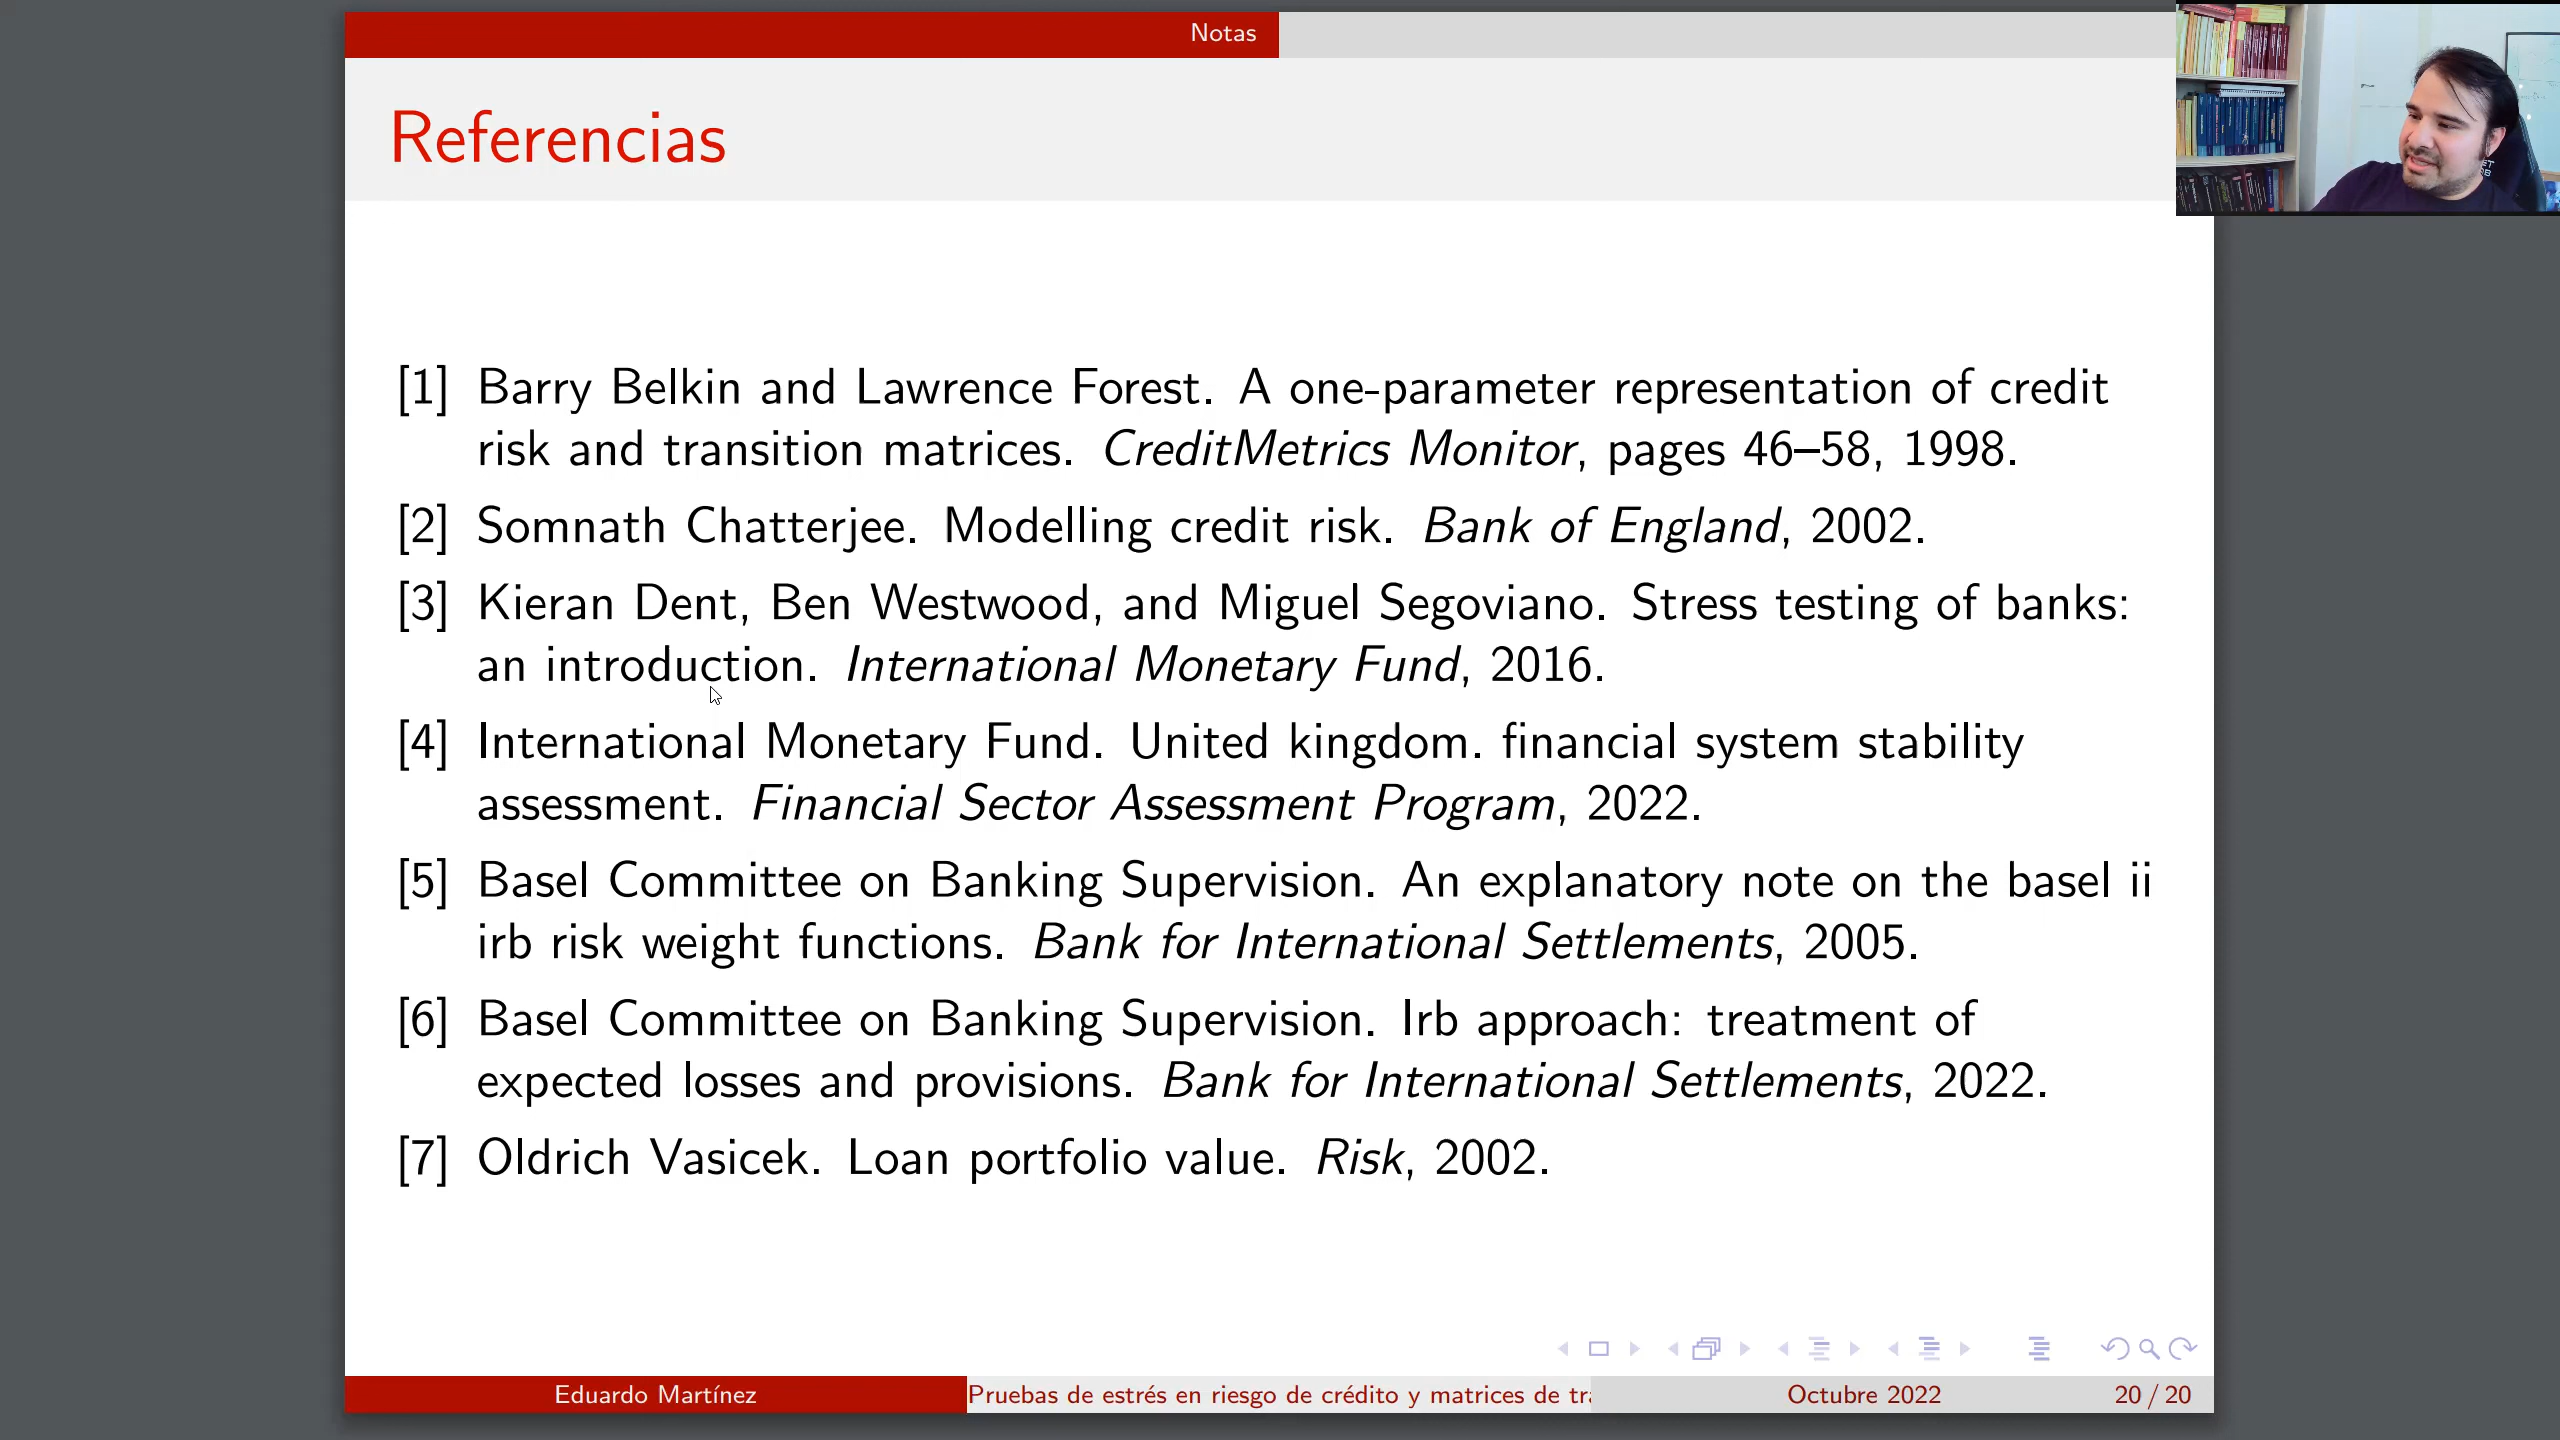 Notas
Referencias
[1] Barry Belkin and Lawrence Forest. A one-parameter representation of credit
risk and transition matrices. CreditMetrics Monitor, pages 46–58, 1998.
[2] Somnath Chatterjee. Modelling credit risk. Bank of England, 2002.
[3] Kieran Dent, Ben Westwood, and Miguel Segoviano. Stress testing of banks:
an introduction. International Monetary Fund, 2016.
[4] International Monetary Fund. United kingdom. financial system stability
assessment. Financial Sector Assessment Program, 2022.
[5] Basel Committee on Banking Supervision. An explanatory note on the basel ii
irb risk weight functions. Bank for International Settlements, 2005.
[6] Basel Committee on Banking Supervision. Irb approach: treatment of
expected losses and provisions. Bank for International Settlements, 2022.
[7] Oldrich Vasicek. Loan portfolio value. Risk, 2002.
Eduardo Martínez Pruebas de estrés en riesgo de crédito y matrices de tra Octubre 2022 20 / 20